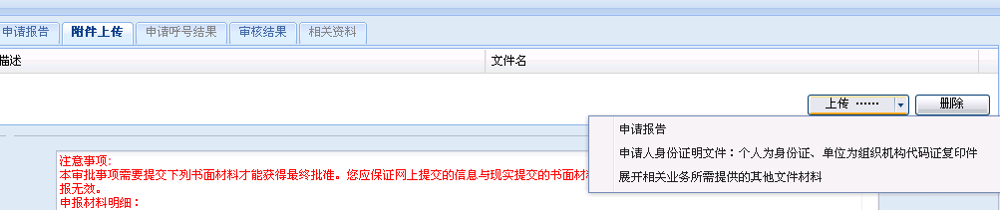 申请报告 附件上传 申请呼号结果 审核结果 相关资料
描述 文件名
上传 …… 删除
申请报告
申请人身份证明文件：个人为身份证、单位为组织机构代码证复印件
展开相关业务所需提供的其他文件材料
注意事项:
本审批事项需要提交下列书面材料才能获得最终批准。您应保证网上提交的信息与现实提交的书面材
报无效。
申报材料明细：